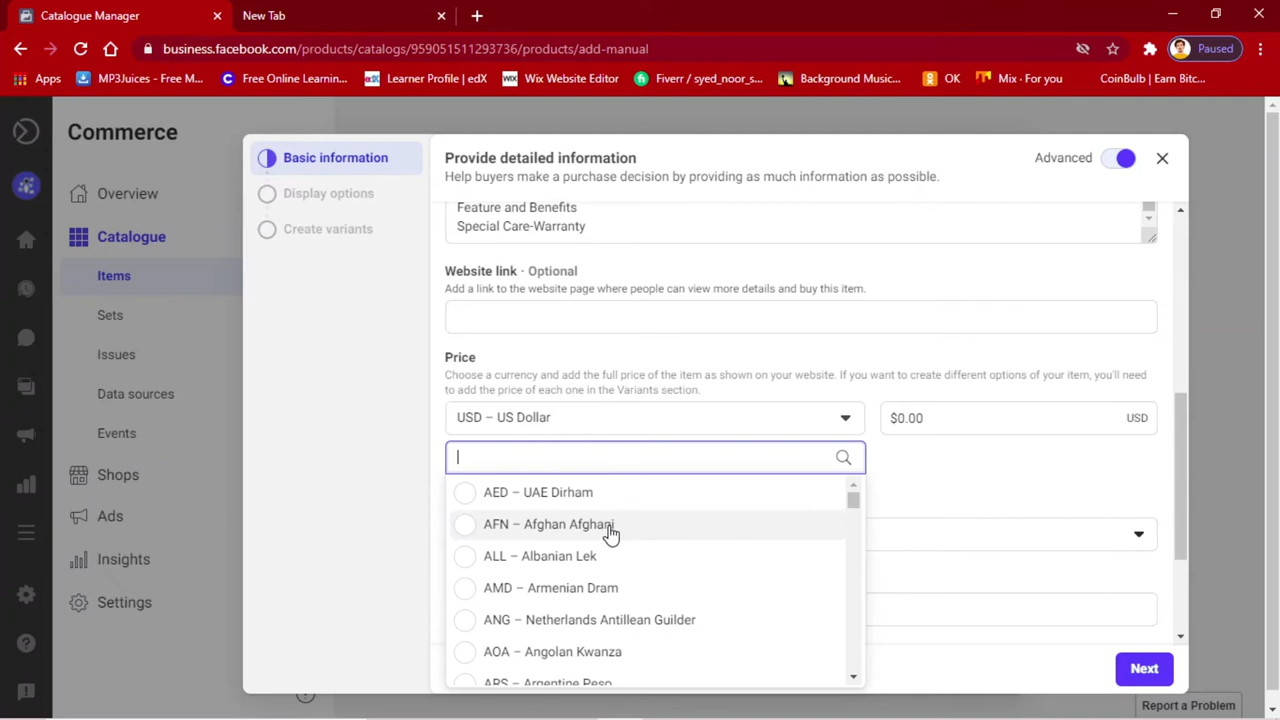 Catalogue Manager
New Tab
business.facebook.com/products/catalogs/959051511293736/products/add-manual
Paused
Apps
MP3Juices - Free M...
Free Online Learnin...
Learner Profile | edX
Wix Website Editor
Fiverr / syed_noor_s...
Background Music...
OK
Mix · For you
CoinBulb | Earn Bitc...
Commerce
Overview
Catalogue
Items
Sets
Issues
Data sources
Events
Shops
Ads
Insights
Settings
Basic information
Display options
Create variants
Provide detailed information
Help buyers make a purchase decision by providing as much information as possible.
Advanced
Feature and Benefits
Special Care-Warranty
Website link · Optional
Add a link to the website page where people can view more details and buy this item.
Price
Choose a currency and add the full price of the item as shown on your website. If you want to create different options of your item, you'll need
to add the price of each one in the Variants section.
USD – US Dollar
$0.00 USD
AED – UAE Dirham
AFN – Afghan Afghani
ALL – Albanian Lek
AMD – Armenian Dram
ANG – Netherlands Antillean Guilder
AOA – Angolan Kwanza
ARS – Argentine Peso
Next
Report a Problem